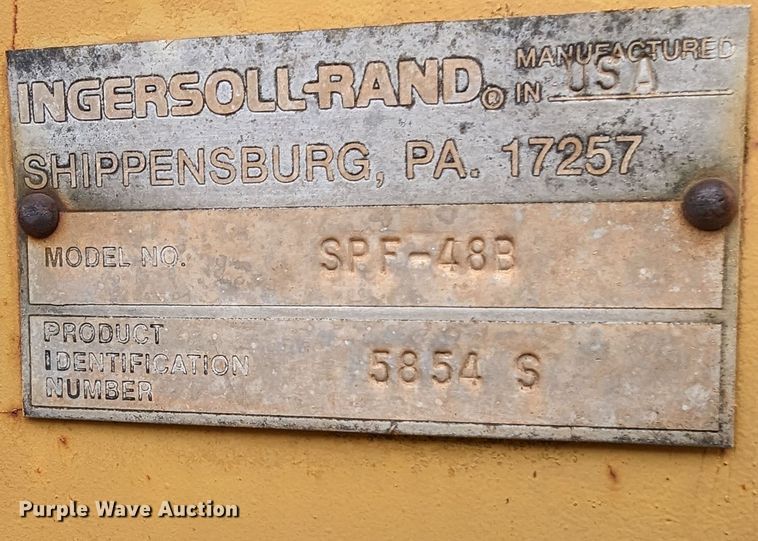 INGERSOLL-RAND® MANUFACTURED IN USA
SHIPPENSBURG, PA. 17257
MODEL NO. SPF-48B
PRODUCT
IDENTIFICATION 5854 S
NUMBER
Purple Wave Auction®